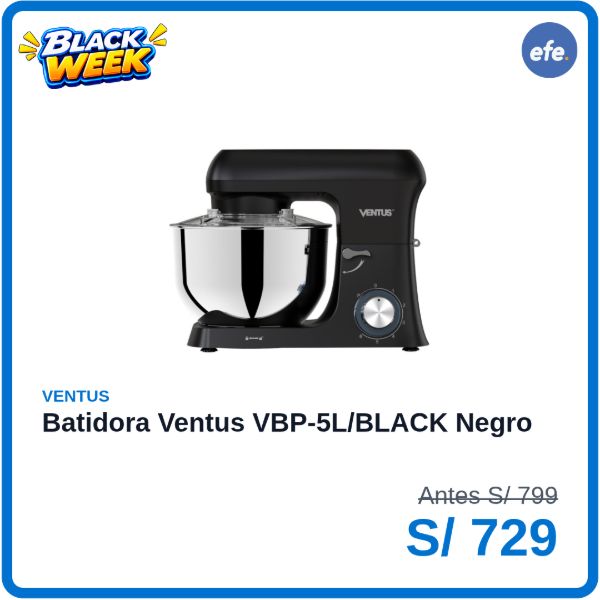 BLACK
WEEK
efe.
VENTUS
VENTUS
Batidora Ventus VBP-5L/BLACK Negro
Antes S/ 799
S/ 729